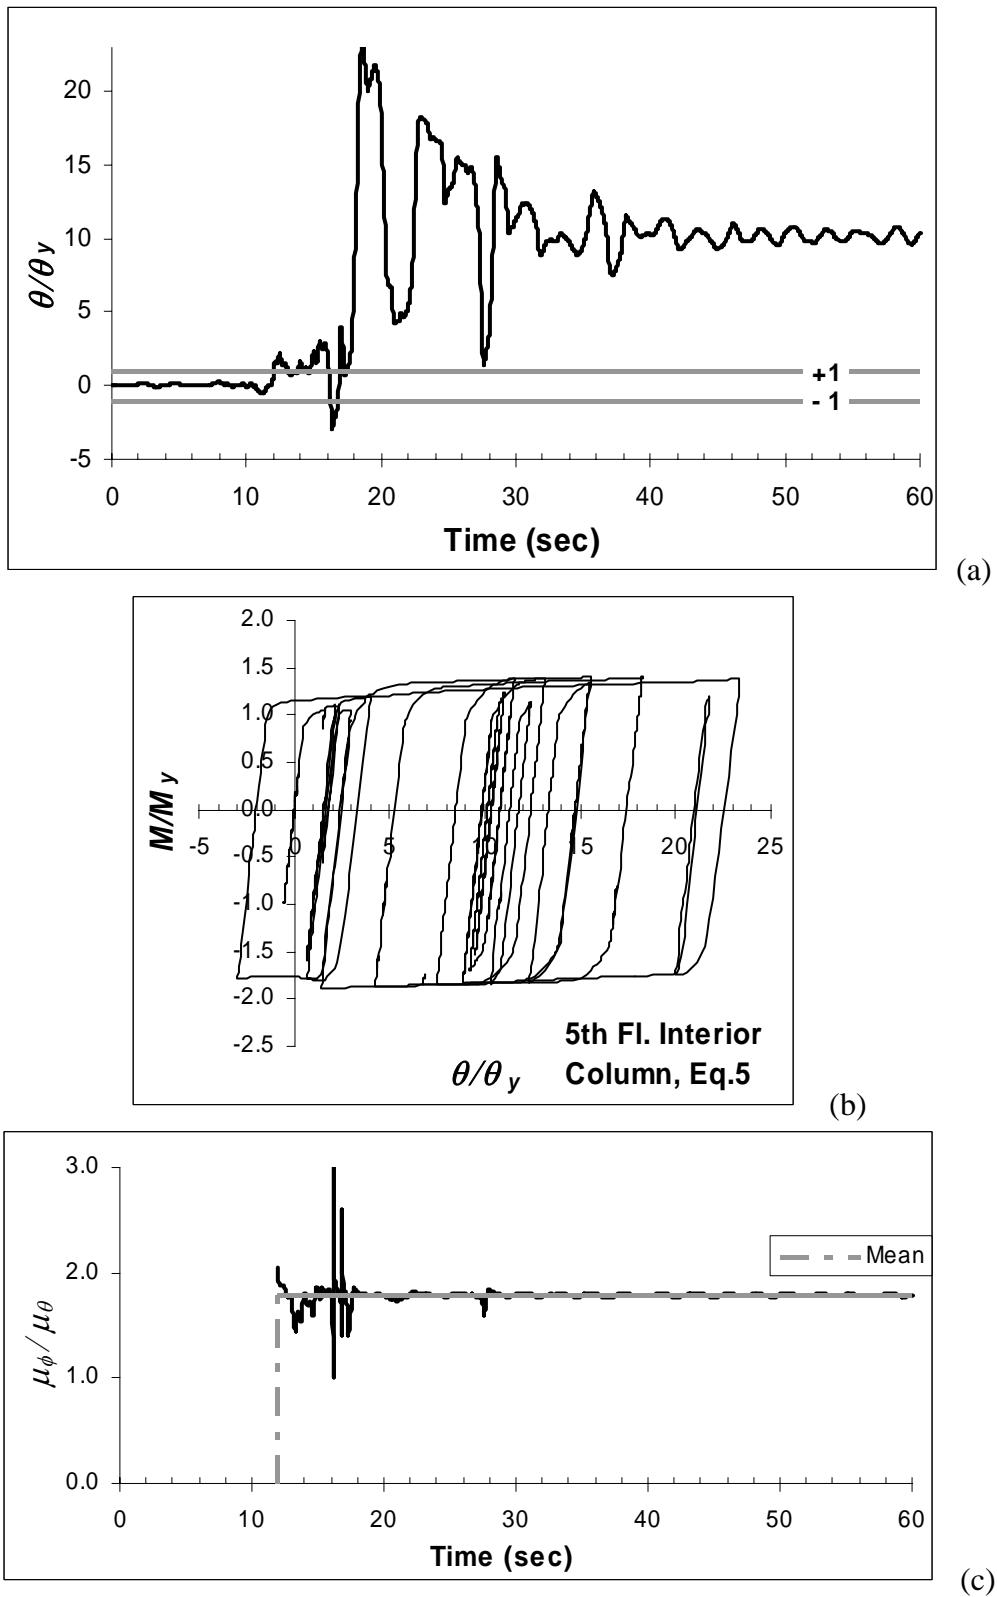 20
15
10
5
0
-5
θ/θ y
+1
- 1
0 10 20 30 40 50 60
Time (sec)
(a)
2.0
1.5
1.0
0.5
0.0
-0.5
-1.0
-1.5
-2.0
-2.5
M/M y
-5 0 5 10 15 20 25
5th Fl. Interior
Column, Eq.5
θ/θ y
(b)
3.0
2.0
1.0
0.0
μϕ / μθ
Mean
0 10 20 30 40 50 60
Time (sec)
(c)